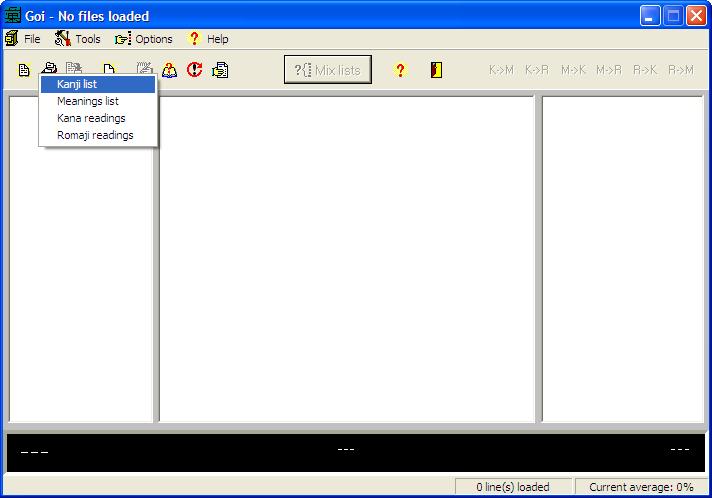 Goi - No files loaded
File Tools Options Help
?{} Mix lists ? K->M K->R M->K M->R R->K R->M
Kanji list
Meanings list
Kana readings
Romaji readings
_ _ _ --- ---
0 line(s) loaded Current average: 0%